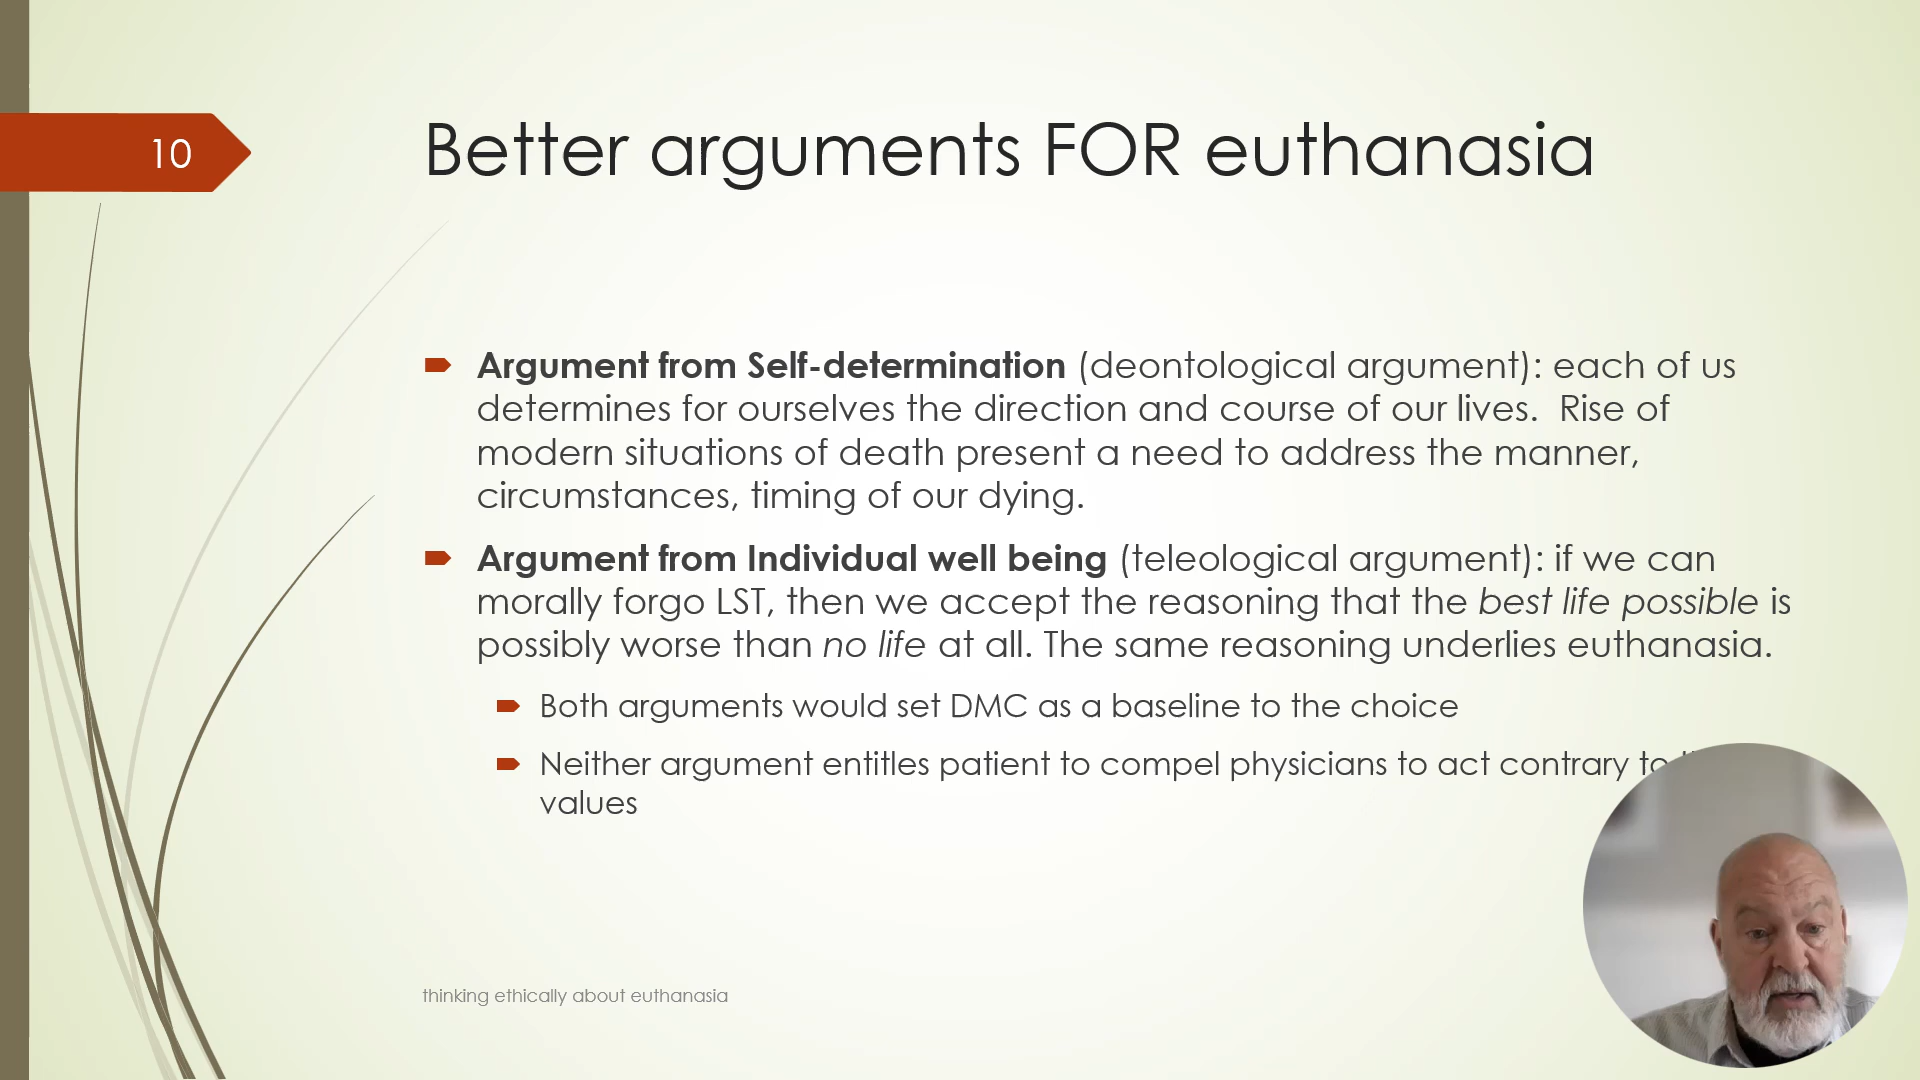 10
Better arguments FOR euthanasia
Argument from Self-determination (deontological argument): each of us
determines for ourselves the direction and course of our lives. Rise of
modern situations of death present a need to address the manner,
circumstances, timing of our dying.
Argument from Individual well being (teleological argument): if we can
morally forgo LST, then we accept the reasoning that the best life possible is
possibly worse than no life at all. The same reasoning underlies euthanasia.
Both arguments would set DMC as a baseline to the choice
Neither argument entitles patient to compel physicians to act contrary to
values
thinking ethically about euthanasia